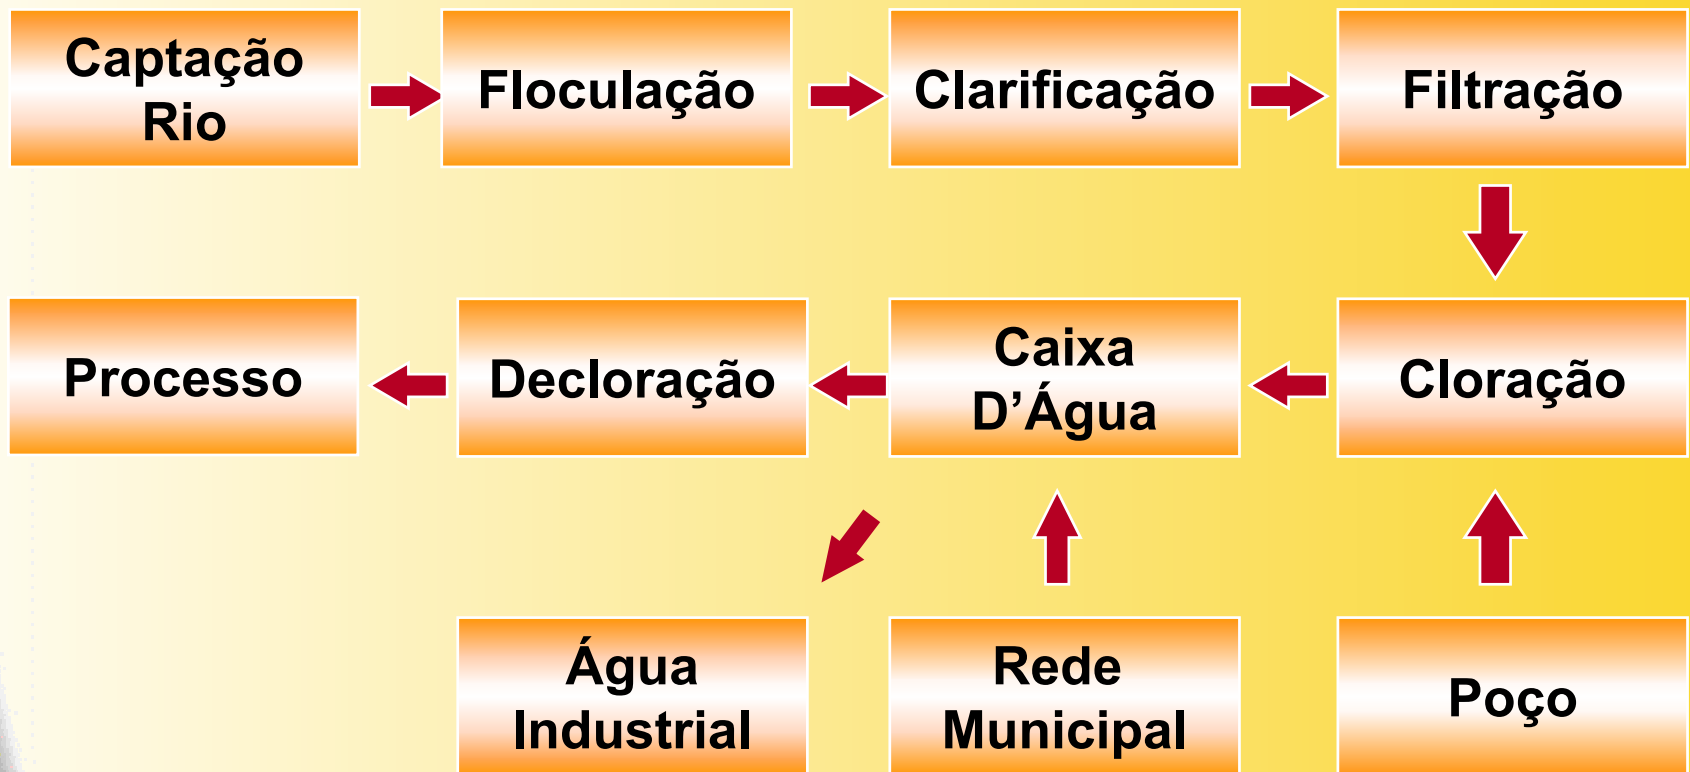 Captação
Rio
Floculação
Clarificação
Filtração
Processo
Decloração
Caixa
D’Água
Cloração
Água
Industrial
Rede
Municipal
Poço